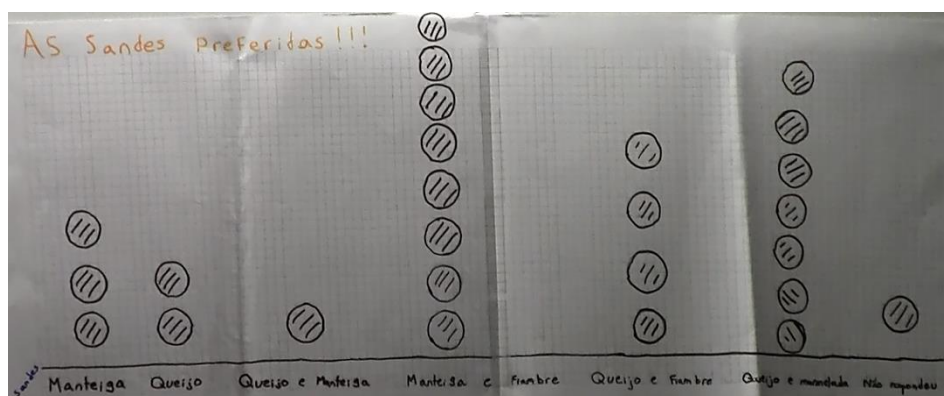 As Sandes Preferidas!!!
Sandes Manteiga Queijo Queijo e Manteiga Manteiga e Fiambre Queijo e Fiambre Queijo e marmelada Não respondeu